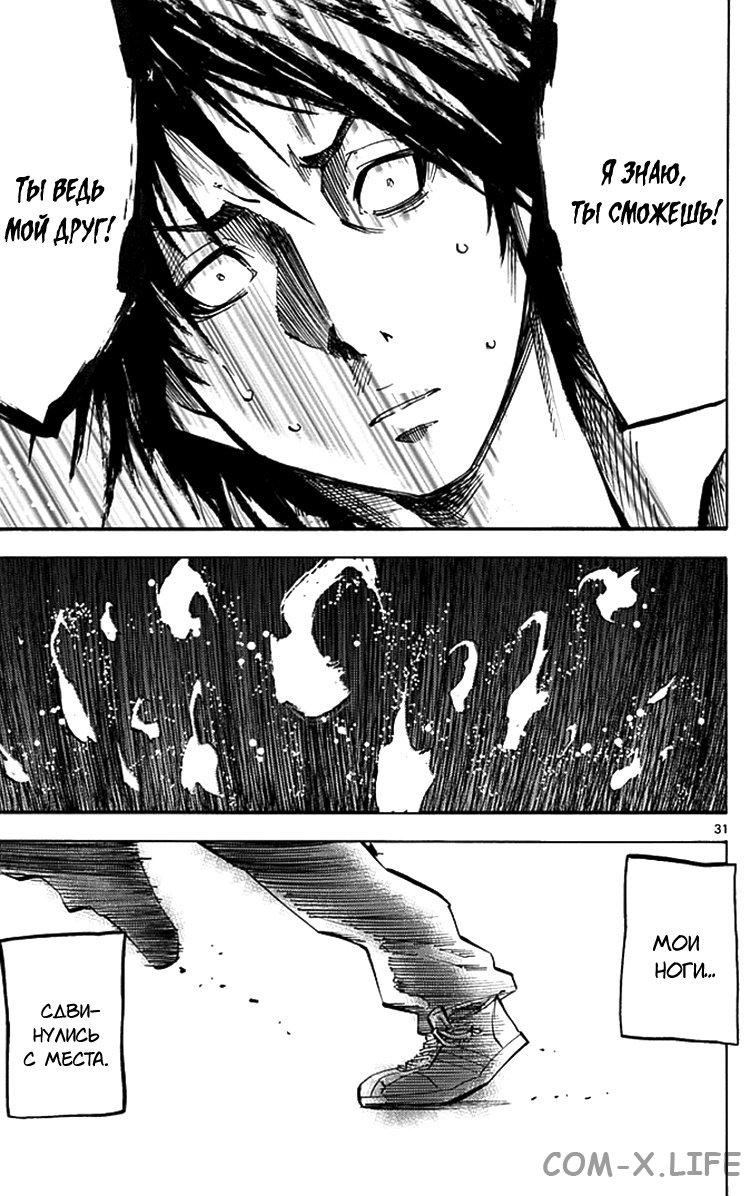 Я ЗНАЮ,
ТЫ СМОЖЕШЬ!
ТЫ ВЕДЬ
МОЙ ДРУГ!
31
МОИ
НОГИ...
СДВИ-
НУЛИСЬ
С МЕСТА.
COM-X.LIFE